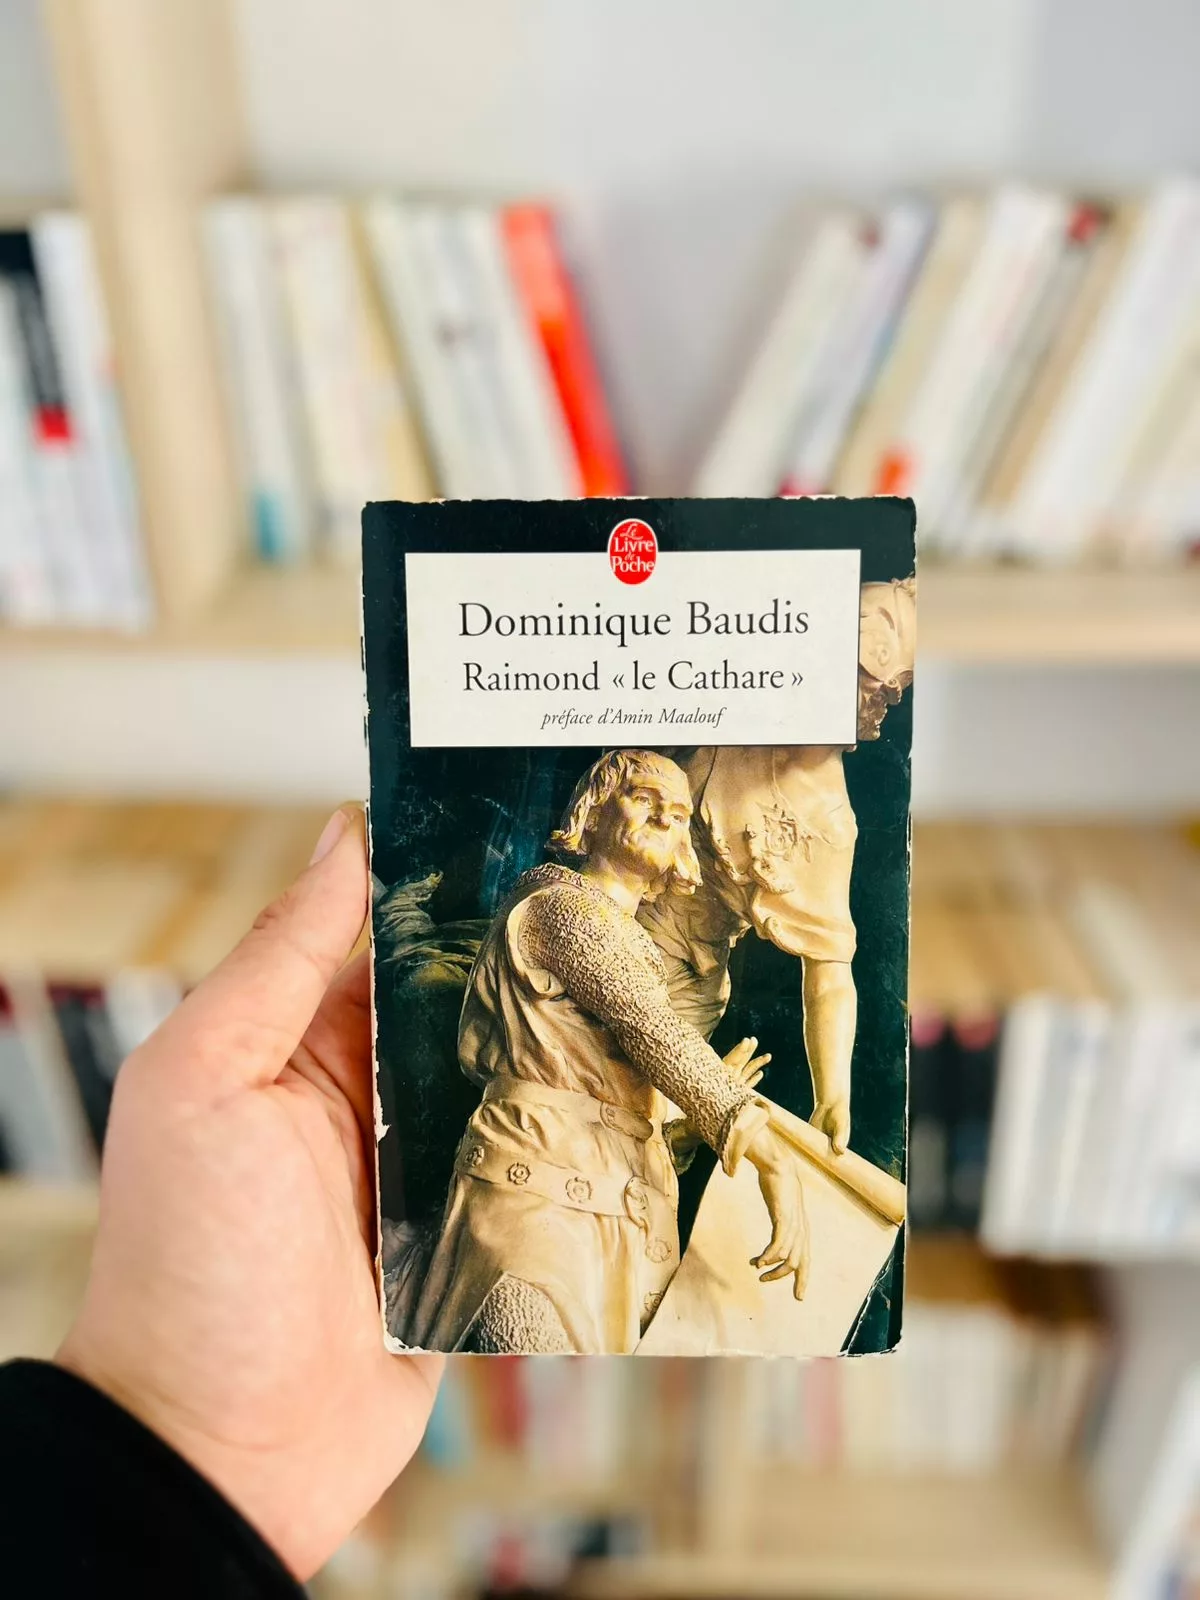 Le
Livre
de
Poche
Dominique Baudis
Raimond « le Cathare »
préface d'Amin Maalouf